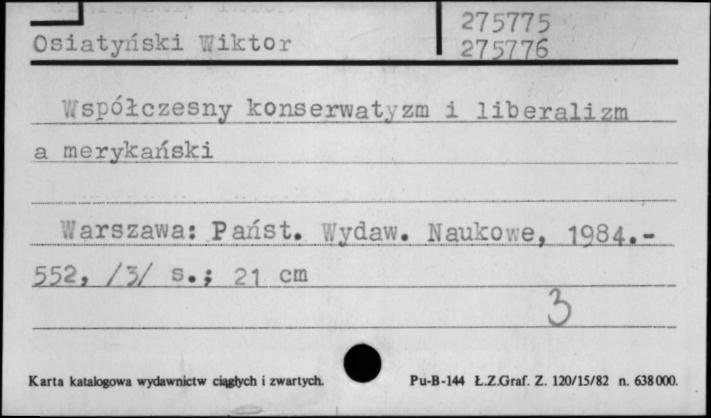 275775
Osiatyński Wiktor 275776
Współczesny konserwatyzm i liberalizm
a merykański
Warszawa: Państ. Wydaw. Naukowe, 1984.-
552, /3/ s.; 21 cm
3
Karta katalogowa wydawnictw ciągłych i zwartych. Pu-B-144 Ł.Z.Graf. Z. 120/15/82 n. 638000.